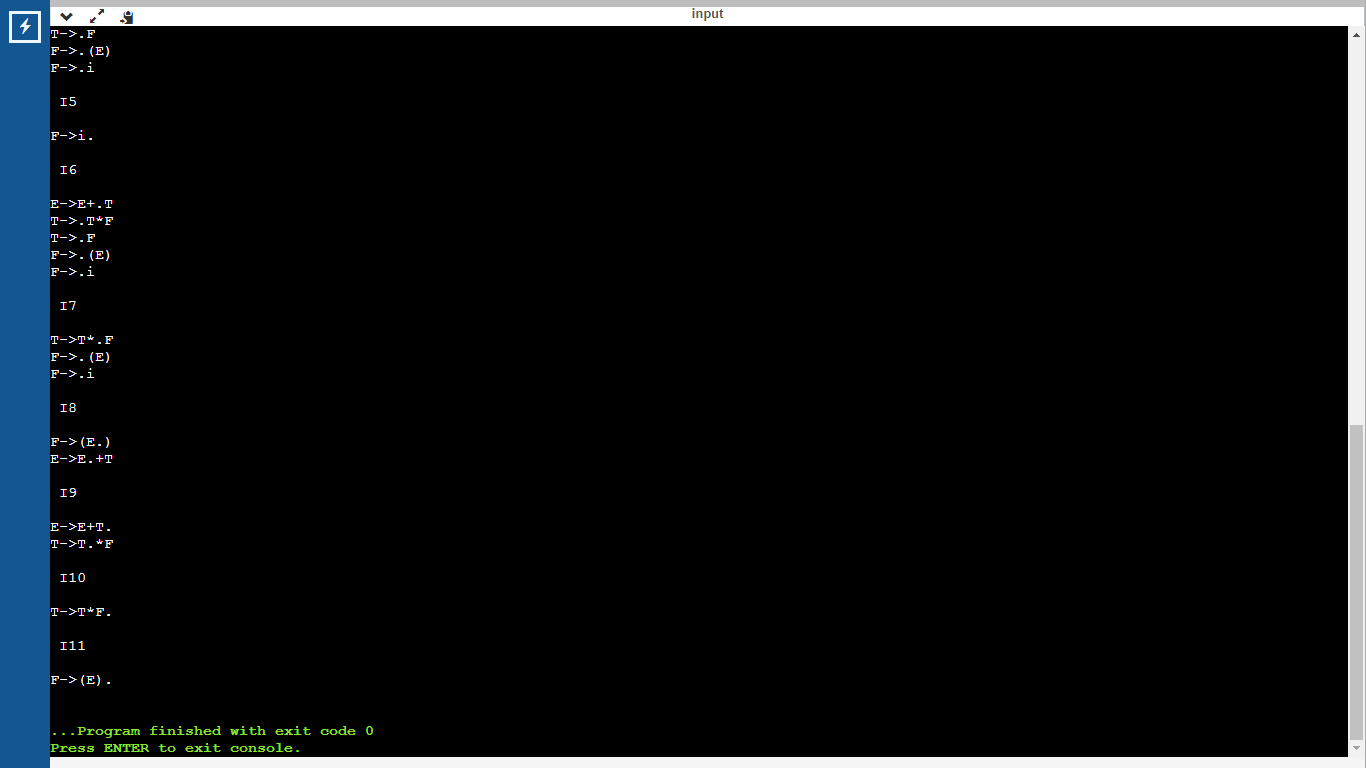 input
T->.F
F->.(E)
F->.i
I5
F->i.
I6
E->E+.T
T->.T*F
T->.F
F->.(E)
F->.i
I7
T->T*.F
F->.(E)
F->.i
I8
F->(E.)
E->E.+T
I9
E->E+T.
T->T.*F
I10
T->T*F.
I11
F->(E).
...Program finished with exit code 0
Press ENTER to exit console.